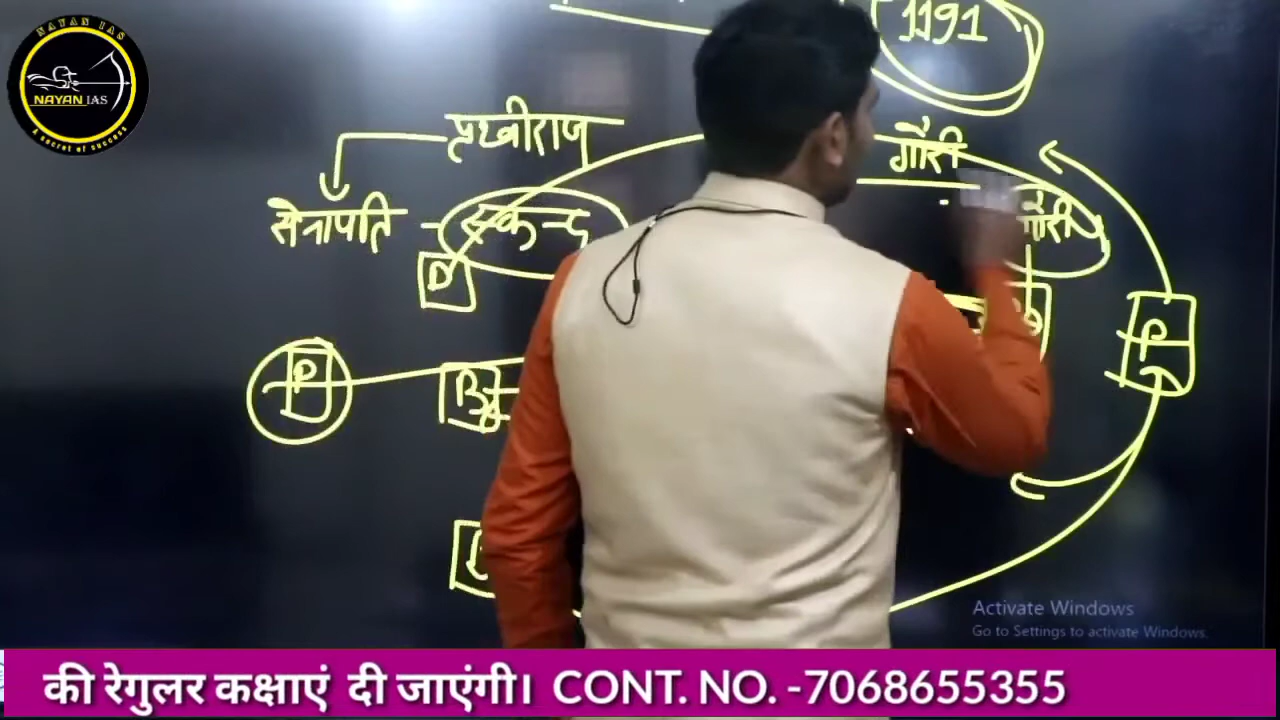 NAYAN IAS
NAYAN IAS
A secret of success
1191
पृथ्वीराज
गौरी
सेनापति - स्कन्द
गौरी
D
P
P
B
Activate Windows
Go to Settings to activate Windows.
की रेगुलर कक्षाएं दी जाएंगी। CONT. NO. -7068655355